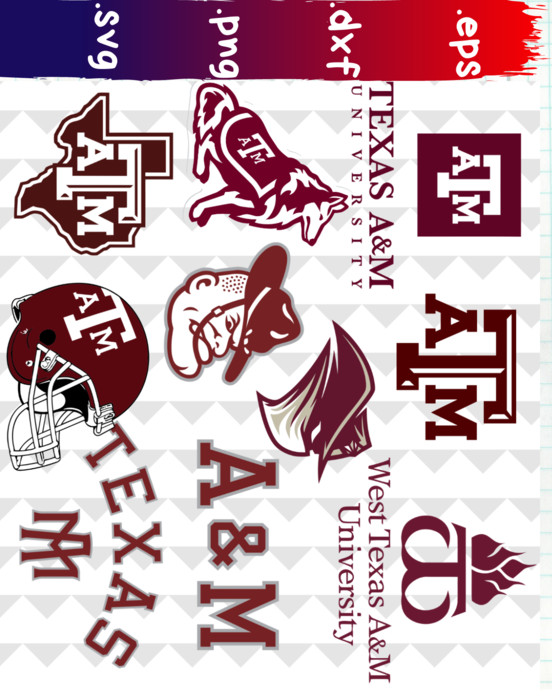 .eps
ATM
ATM
TEXAS A&M
UNIVERSITY
West Texas A&M
University
.dxf
.png
ATM
A&M
.svg
ATM
ATM
TEXAS